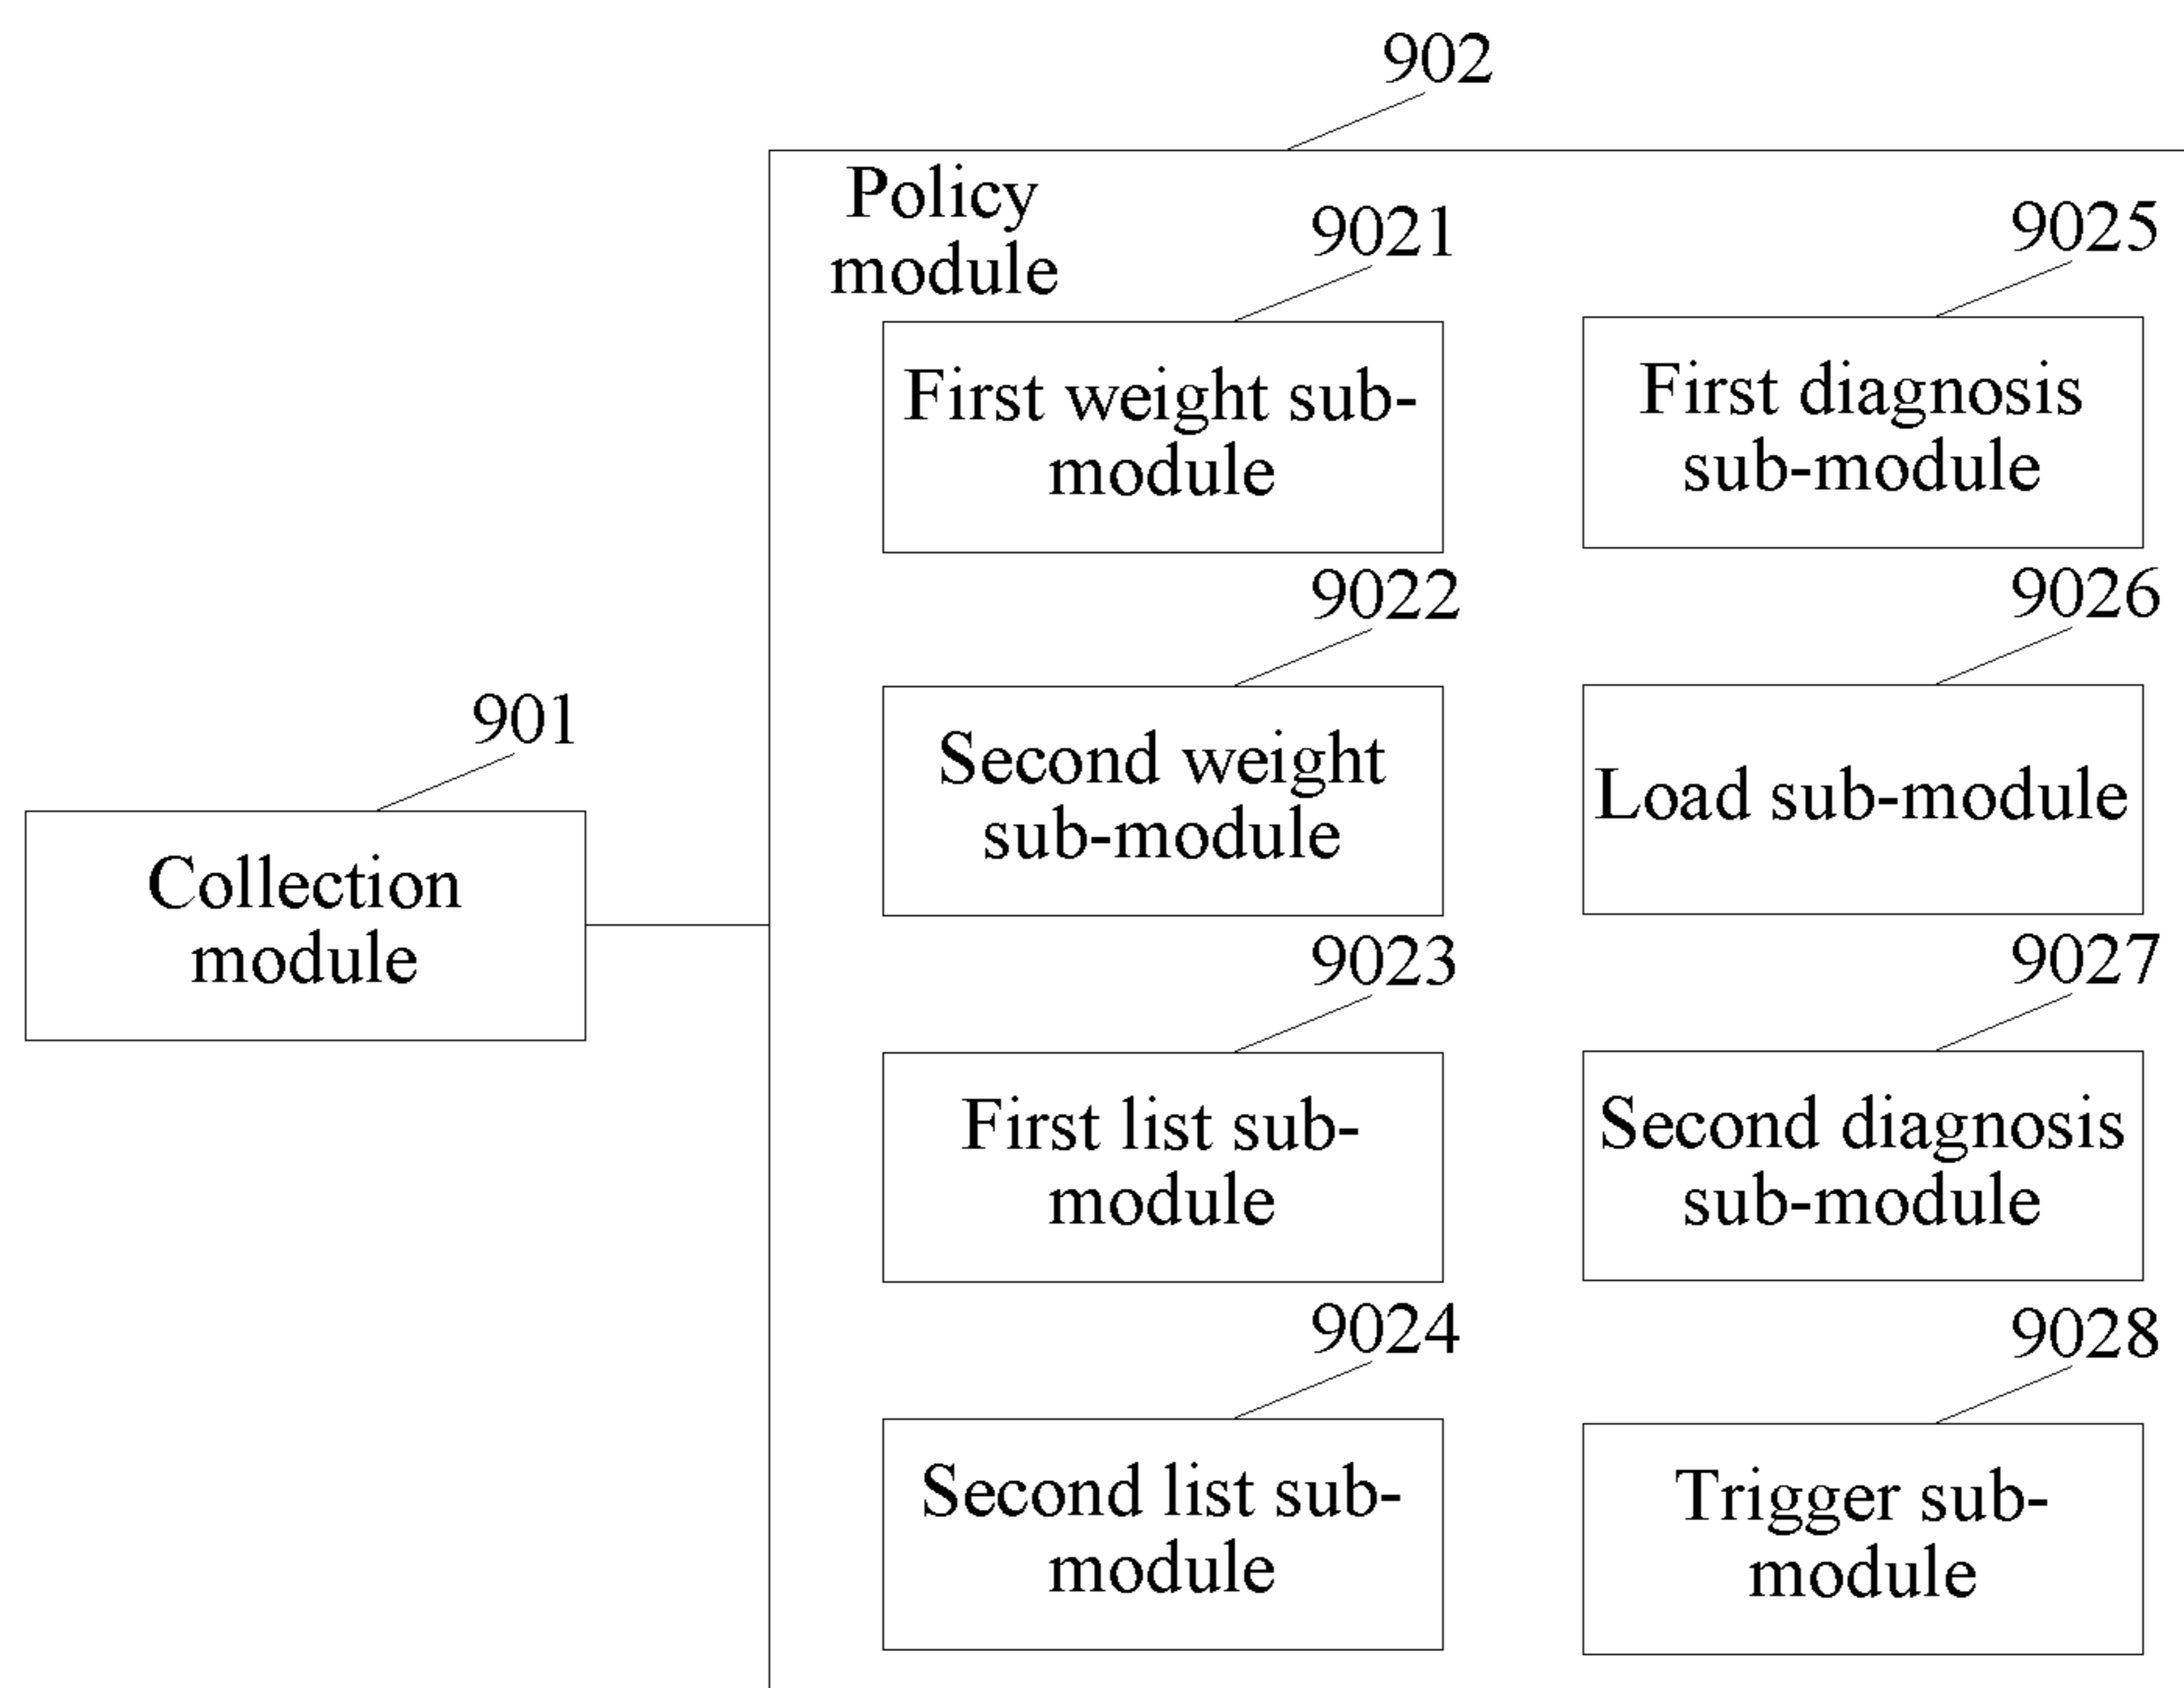 902
Policy
module
9021
First weight sub-
module
9025
First diagnosis
sub-module
9022
Second weight
sub-module
9026
Load sub-module
901
Collection
module
9023
First list sub-
module
9027
Second diagnosis
sub-module
9024
Second list sub-
module
9028
Trigger sub-
module